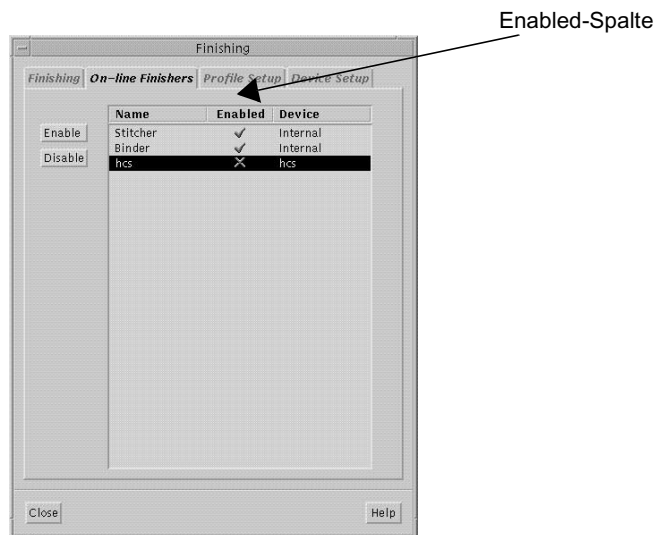 Enabled-Spalte
Finishing
Finishing On-line Finishers Profile Setup Device Setup
Name Enabled Device
Enable
Disable
Stitcher Internal
Binder Internal
hcs hcs
Close Help